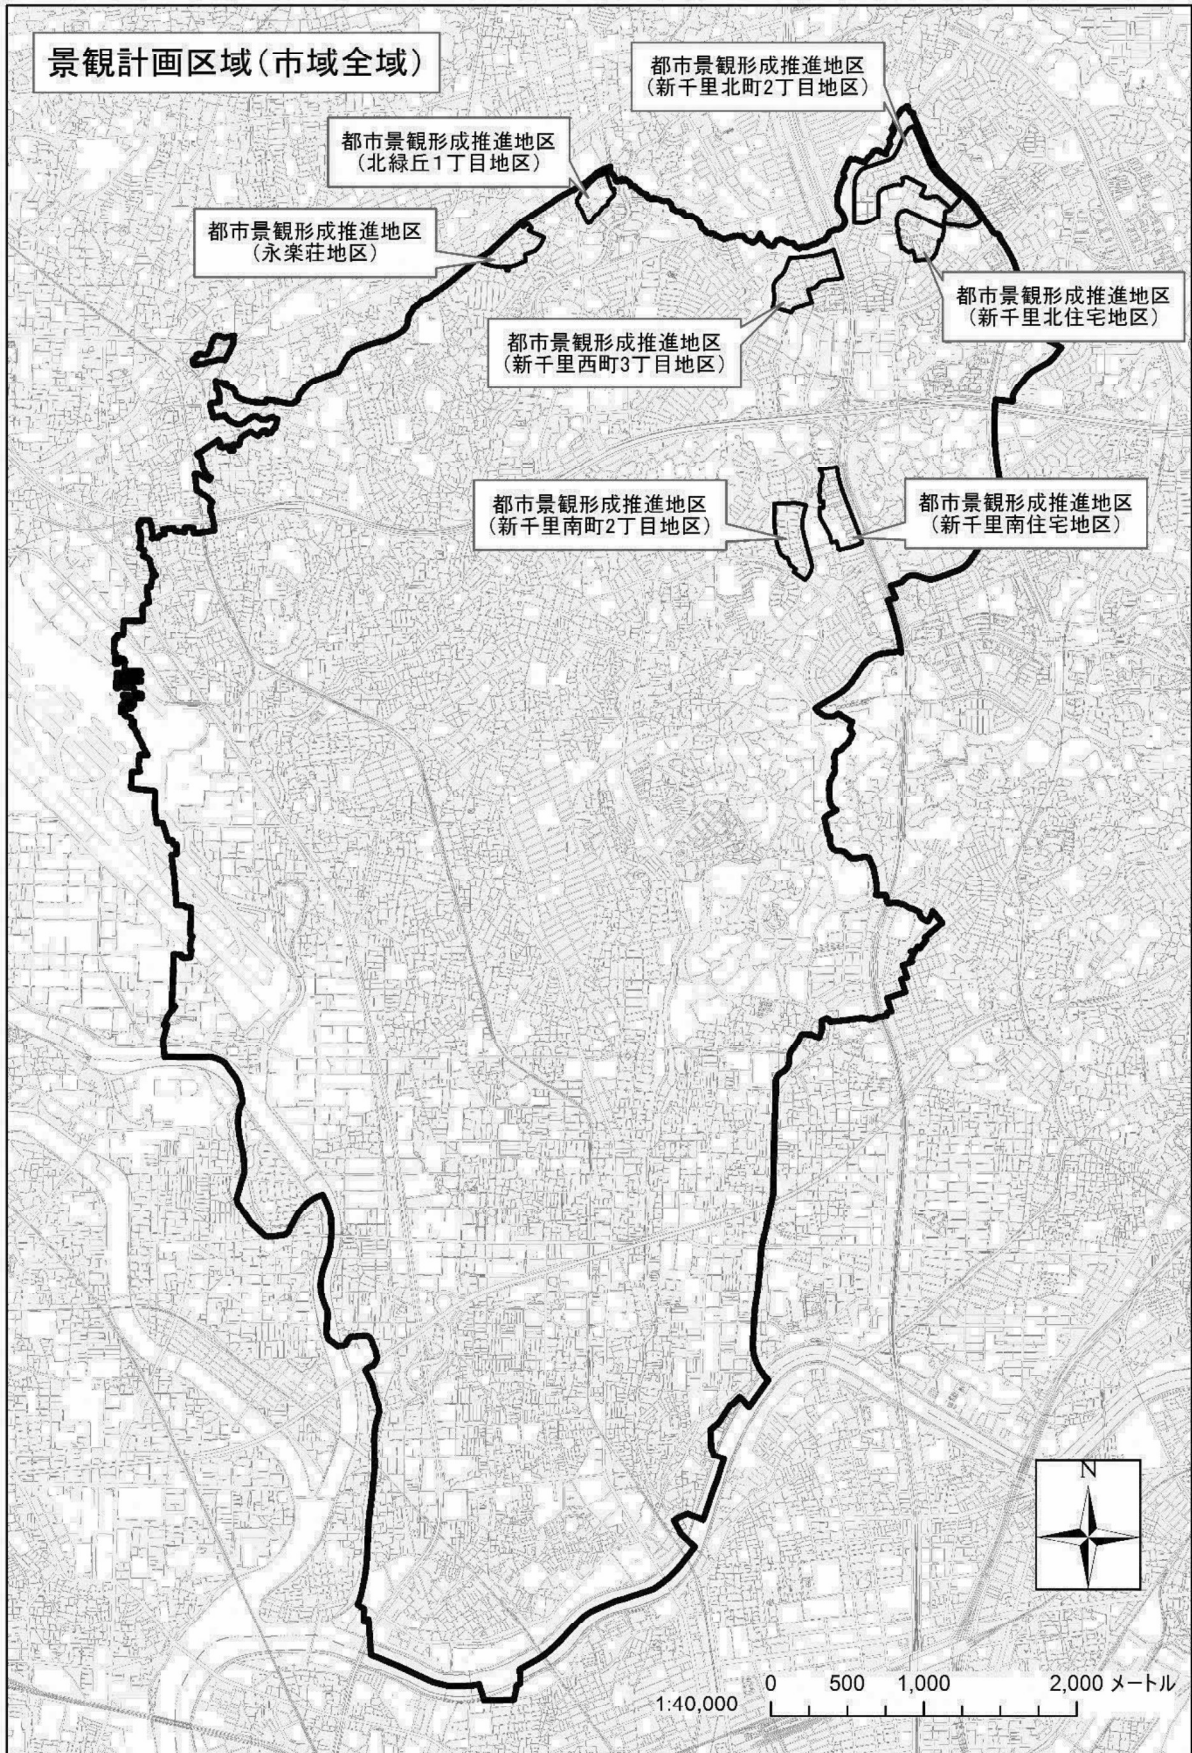 景観計画区域(市域全域)
都市景観形成推進地区
(新千里北町2丁目地区)
都市景観形成推進地区
(北緑丘1丁目地区)
都市景観形成推進地区
(永楽荘地区)
都市景観形成推進地区
(新千里北住宅地区)
都市景観形成推進地区
(新千里西町3丁目地区)
都市景観形成推進地区
(新千里南町2丁目地区)
都市景観形成推進地区
(新千里南住宅地区)
N
0 500 1,000 2,000 メートル
1:40,000